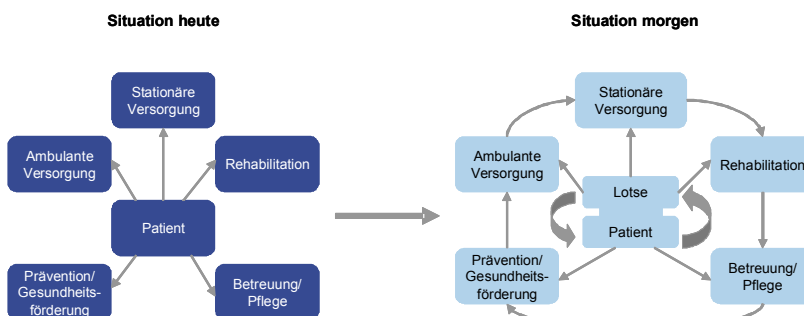 Situation heute
Situation morgen
Stationäre
Versorgung
Ambulante
Versorgung
Rehabilitation
Patient
Prävention/
Gesundheits-
förderung
Betreuung/
Pflege
Stationäre
Versorgung
Ambulante
Versorgung
Rehabilitation
Lotse
Patient
Prävention/
Gesundheits-
förderung
Betreuung/
Pflege